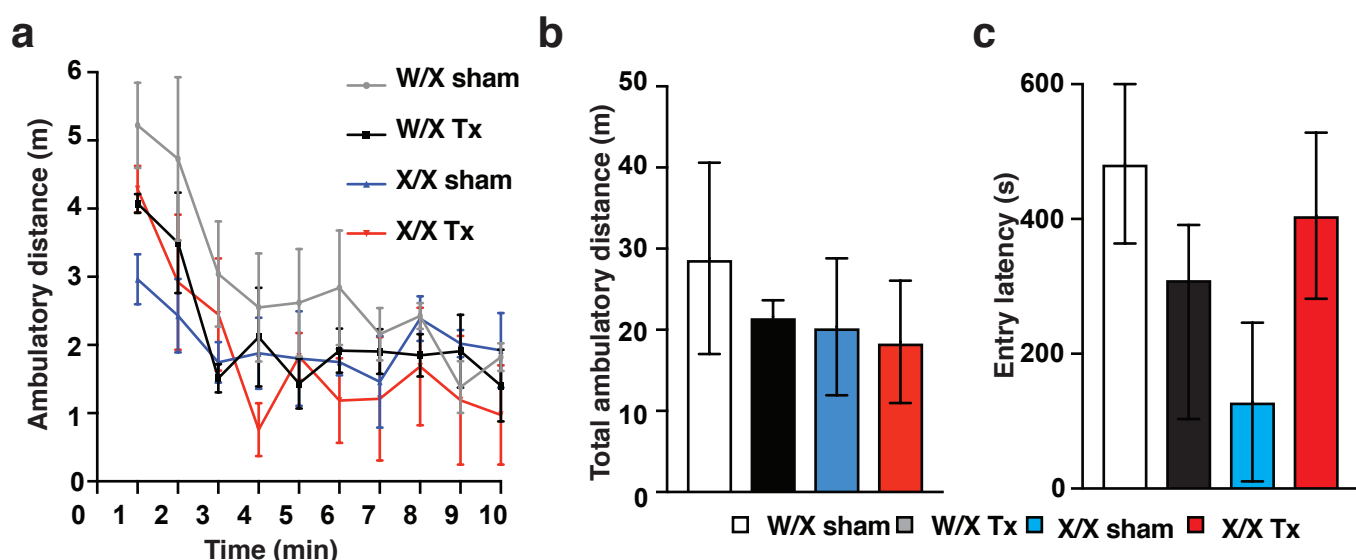 a
Ambulatory distance (m)
6
5
4
3
2
1
0
0 1 2 3 4 5 6 7 8 9 10
Time (min)
W/X sham
W/X Tx
X/X sham
X/X Tx
b
Total ambulatory distance (m)
50
40
30
20
10
0
c
Entry latency (s)
600
400
200
0
W/X sham W/X Tx X/X sham X/X Tx